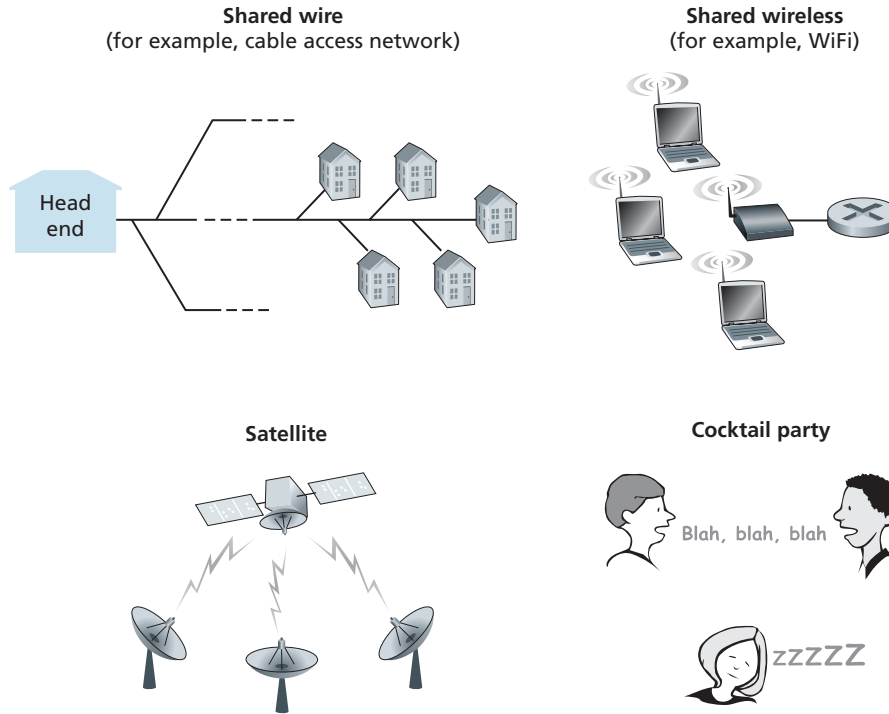 Shared wire
(for example, cable access network)
Head
end
Shared wireless
(for example, WiFi)
Satellite
Cocktail party
Blah, blah, blah
zzzzz